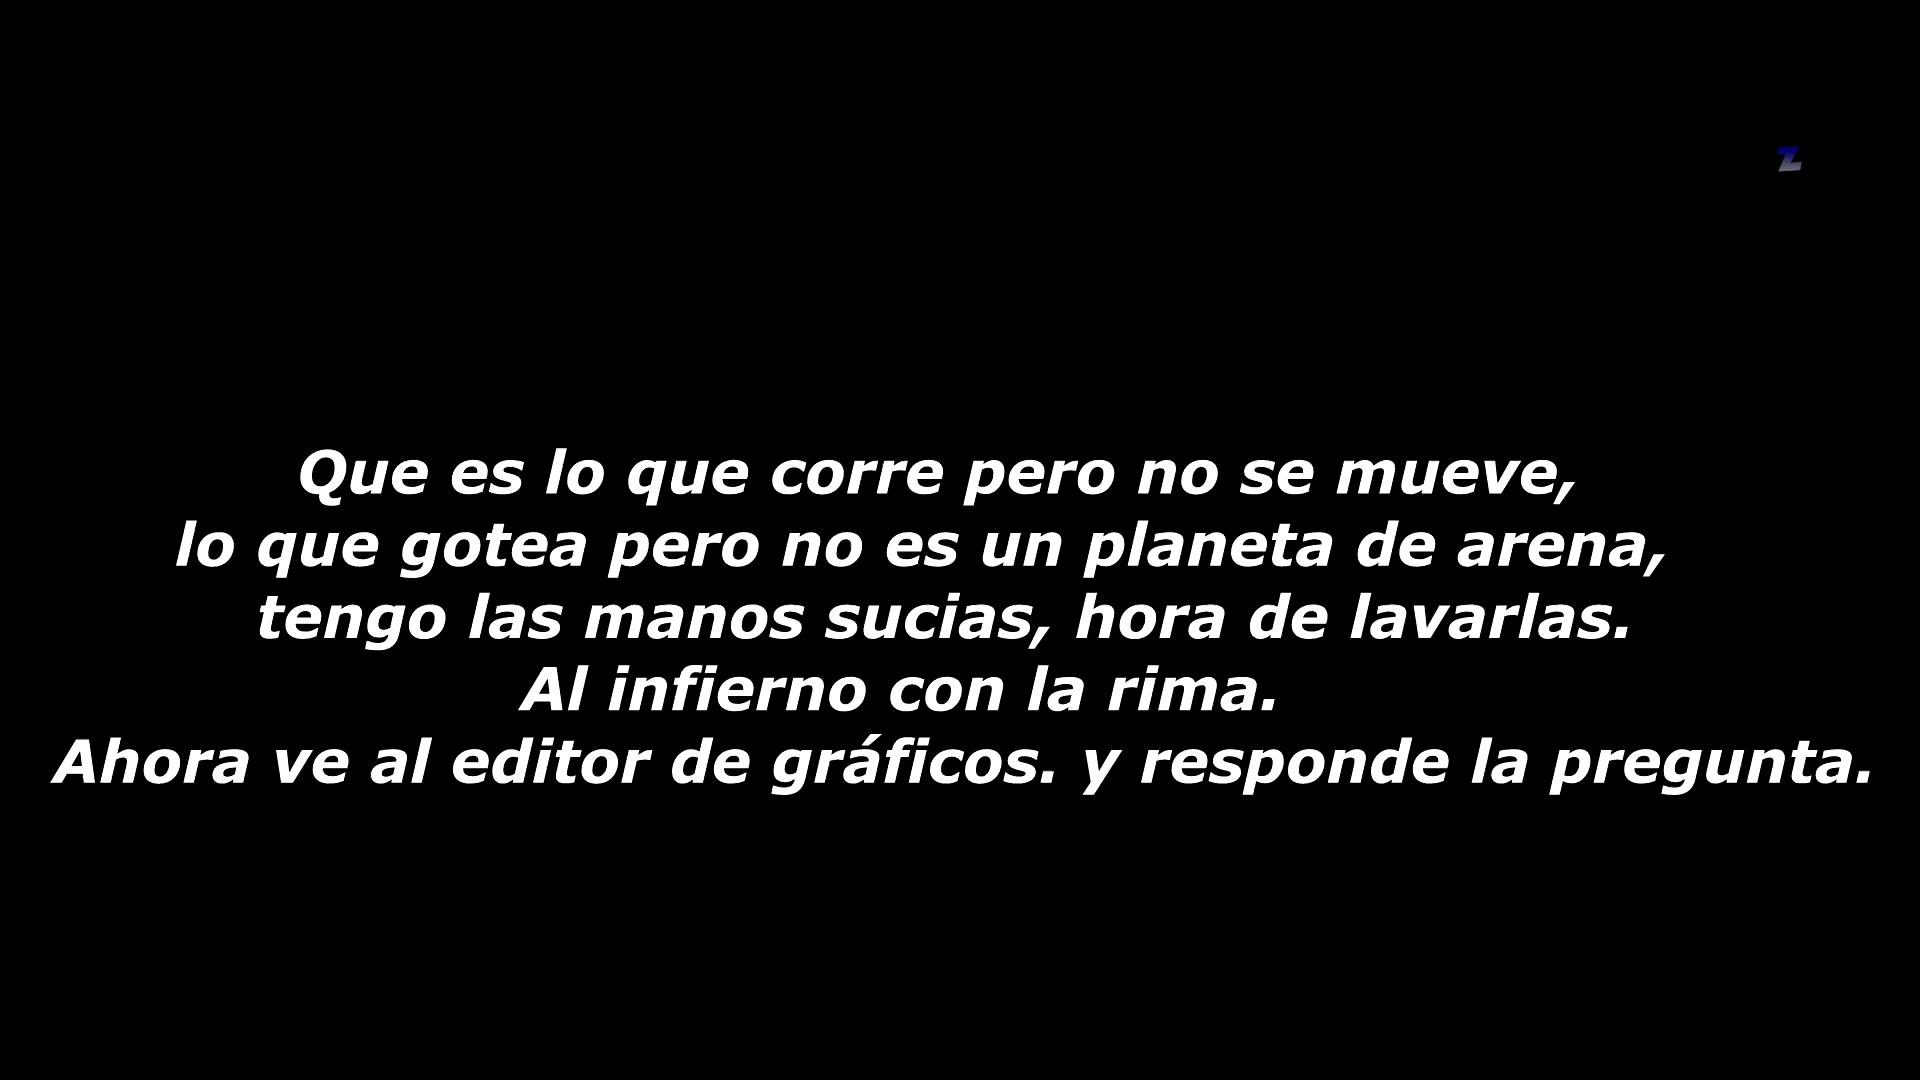 Z
Que es lo que corre pero no se mueve,
lo que gotea pero no es un planeta de arena,
tengo las manos sucias, hora de lavarlas.
Al infierno con la rima.
Ahora ve al editor de gráficos. y responde la pregunta.